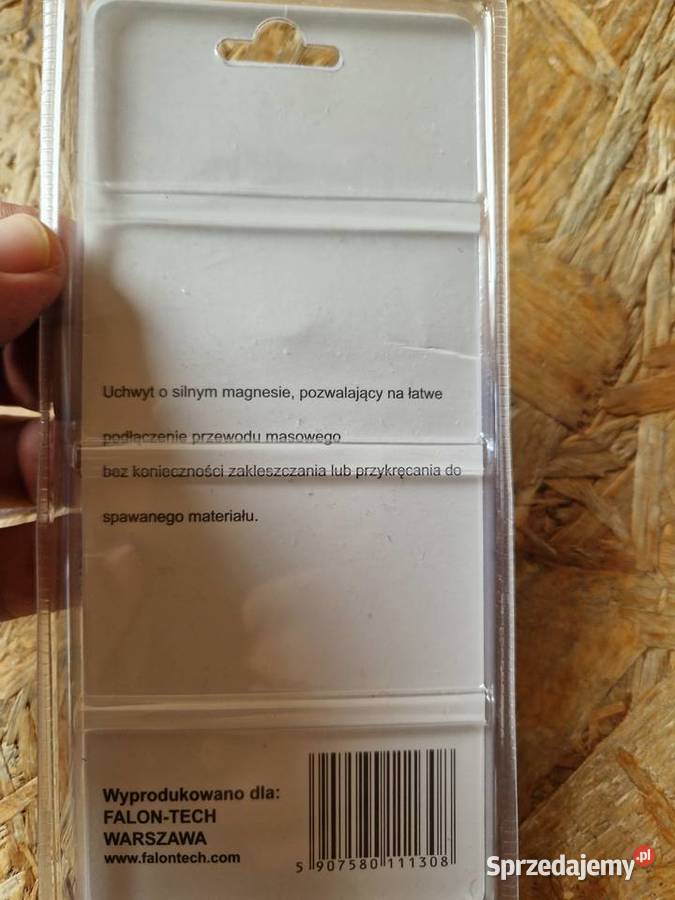 Uchwyt o silnym magnesie, pozwalający na łatwe
podłączenie przewodu masowego
bez konieczności zakleszczania lub przykręcania do
spawanego materiału.
Wyprodukowano dla:
FALON-TECH
WARSZAWA
www.falontech.com
5 907580 111308
Sprzedajemy.pl